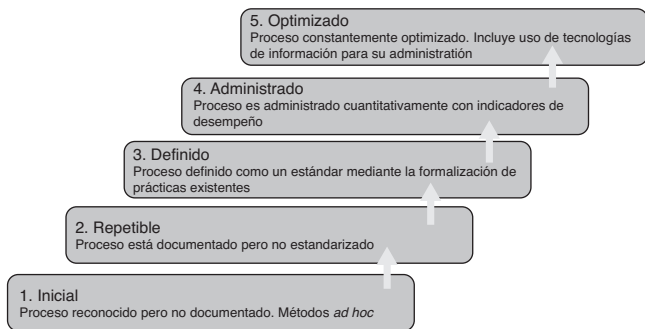 5. Optimizado
Proceso constantemente optimizado. Incluye uso de tecnologías
de información para su administratión
4. Administrado
Proceso es administrado cuantitativamente con indicadores de
desempeño
3. Definido
Proceso definido como un estándar mediante la formalización de
prácticas existentes
2. Repetible
Proceso está documentado pero no estandarizado
1. Inicial
Proceso reconocido pero no documentado. Métodos ad hoc